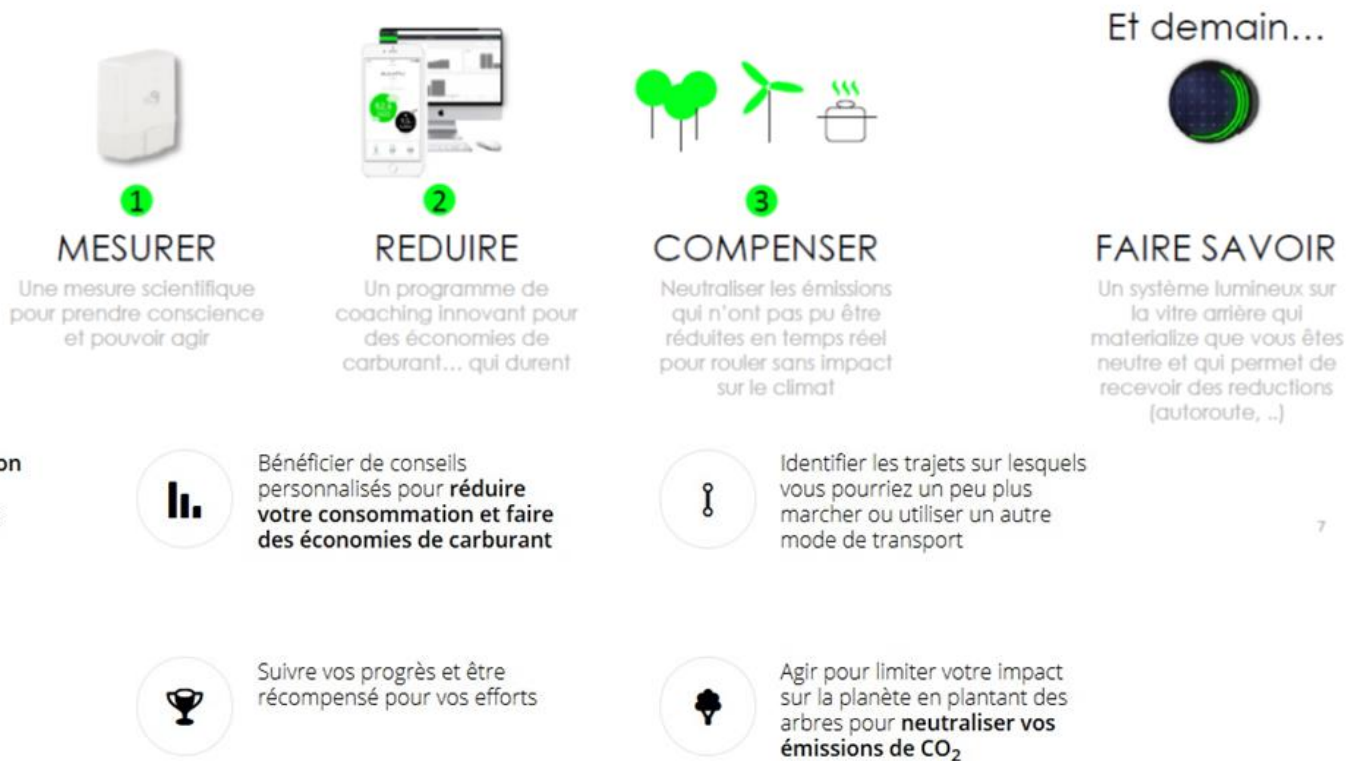 Et demain...
1
2
3
MESURER
REDUIRE
COMPENSER
FAIRE SAVOIR
Une mesure scientifique
pour prendre conscience
et pouvoir agir
Un programme de
coaching innovant pour
des économies de
carburant... qui durent
Neutraliser les émissions
qui n'ont pas pu être
réduites en temps réel
pour rouler sans impact
sur le climat
Un système lumineux sur
la vitre arrière qui
materialize que vous êtes
neutre et qui permet de
recevoir des reductions
(autoroute, ..)
on
Bénéficier de conseils
personnalisés pour réduire
votre consommation et faire
des économies de carburant
Identifier les trajets sur lesquels
vous pourriez un peu plus
marcher ou utiliser un autre
mode de transport
7
Suivre vos progrès et être
récompensé pour vos efforts
Agir pour limiter votre impact
sur la planète en plantant des
arbres pour neutraliser vos
émissions de CO₂